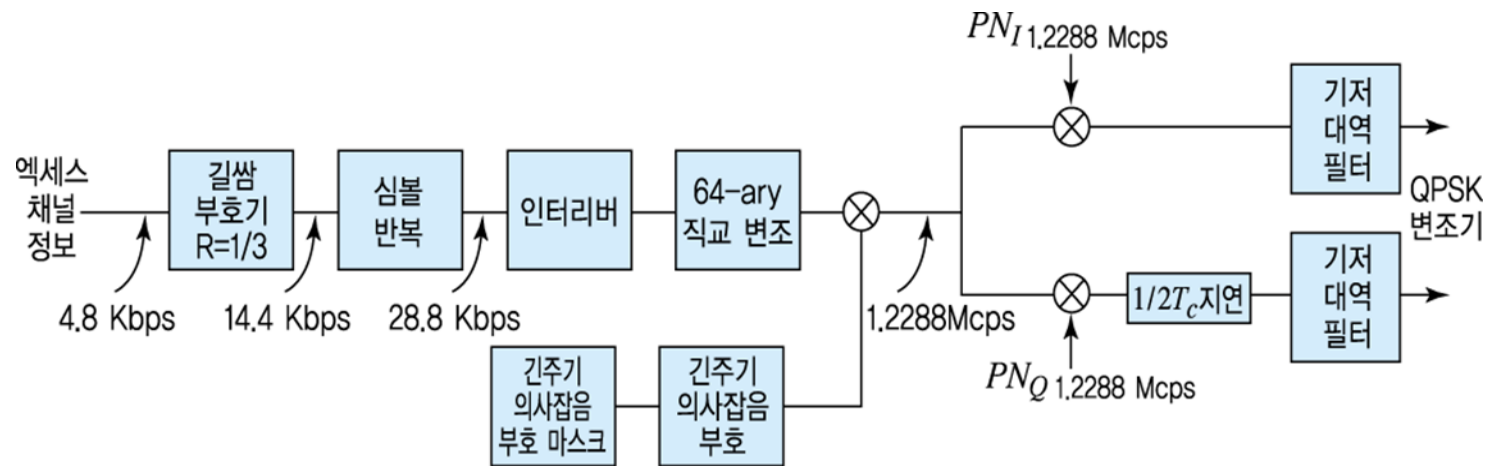 PN_I 1.2288 Mcps
기저
대역
필터
엑세스
채널
정보
길쌈
부호기
R=1/3
심볼
반복
인터리버
64-ary
직교 변조
QPSK
변조기
4.8 Kbps
14.4 Kbps
28.8 Kbps
1.2288Mcps
1/2T_c지연
기저
대역
필터
PN_Q 1.2288 Mcps
긴주기
의사잡음
부호 마스크
긴주기
의사잡음
부호